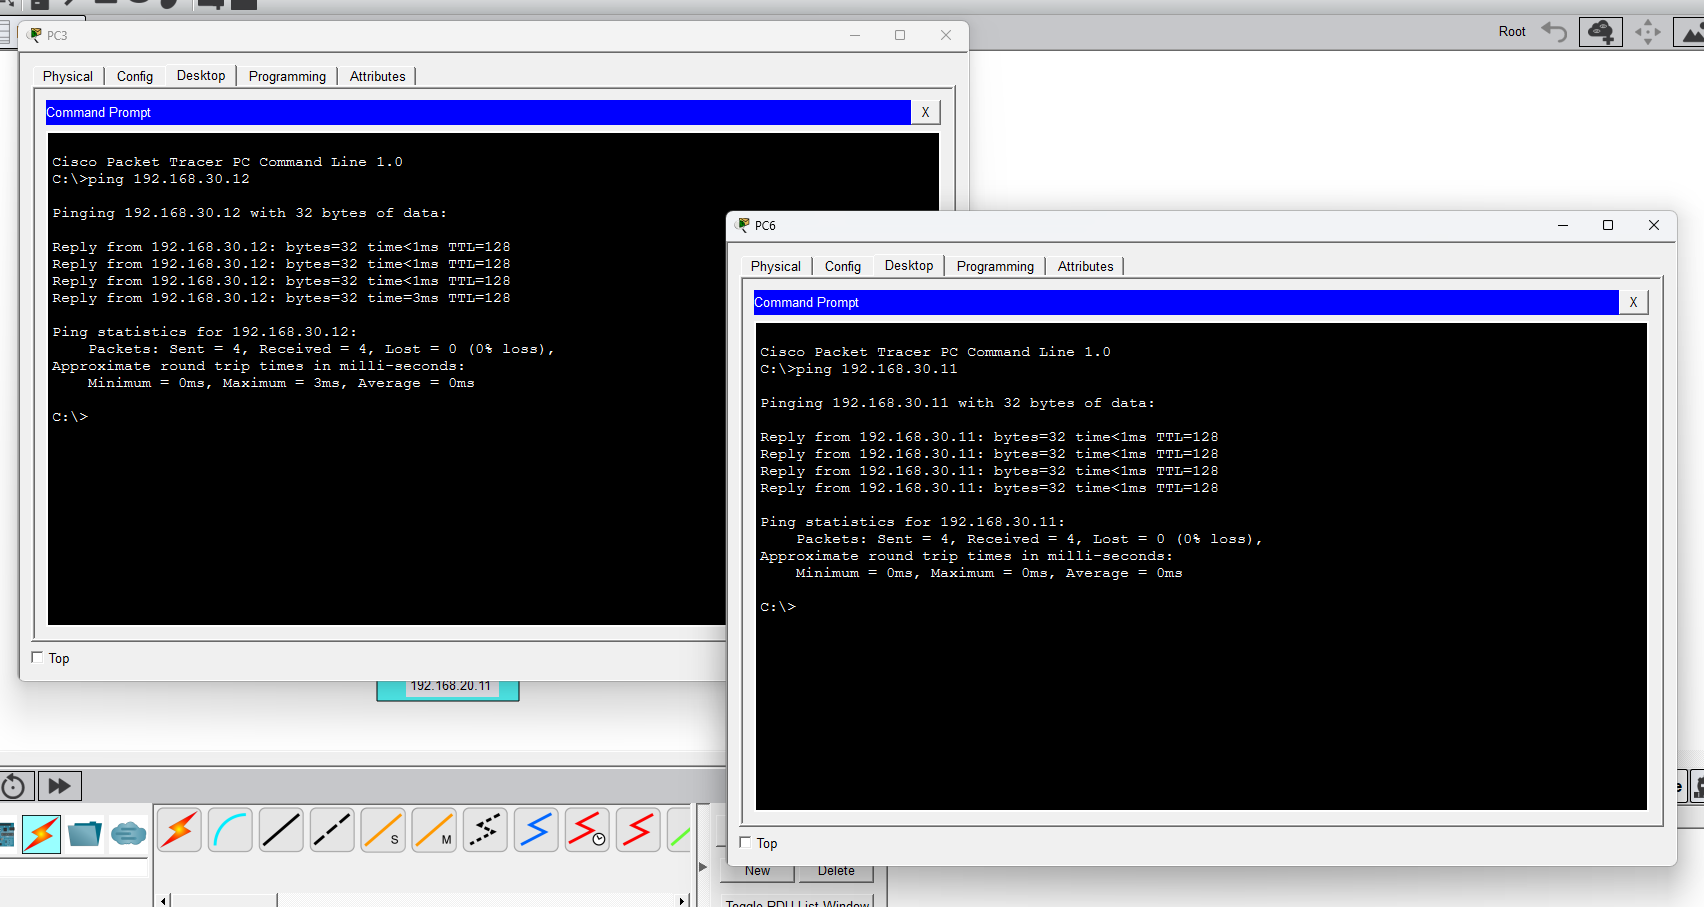 Root
PC3
Physical Config Desktop Programming Attributes
Command Prompt X
Cisco Packet Tracer PC Command Line 1.0
C:\>ping 192.168.30.12
Pinging 192.168.30.12 with 32 bytes of data:
Reply from 192.168.30.12: bytes=32 time<1ms TTL=128
Reply from 192.168.30.12: bytes=32 time<1ms TTL=128
Reply from 192.168.30.12: bytes=32 time<1ms TTL=128
Reply from 192.168.30.12: bytes=32 time=3ms TTL=128
Ping statistics for 192.168.30.12:
Packets: Sent = 4, Received = 4, Lost = 0 (0% loss),
Approximate round trip times in milli-seconds:
Minimum = 0ms, Maximum = 3ms, Average = 0ms
C:\>
Top
PC6
Physical Config Desktop Programming Attributes
Command Prompt X
Cisco Packet Tracer PC Command Line 1.0
C:\>ping 192.168.30.11
Pinging 192.168.30.11 with 32 bytes of data:
Reply from 192.168.30.11: bytes=32 time<1ms TTL=128
Reply from 192.168.30.11: bytes=32 time<1ms TTL=128
Reply from 192.168.30.11: bytes=32 time<1ms TTL=128
Reply from 192.168.30.11: bytes=32 time<1ms TTL=128
Ping statistics for 192.168.30.11:
Packets: Sent = 4, Received = 4, Lost = 0 (0% loss),
Approximate round trip times in milli-seconds:
Minimum = 0ms, Maximum = 0ms, Average = 0ms
C:\>
Top
192.168.20.11
S
M
New Delete
Toggle PDU List Window